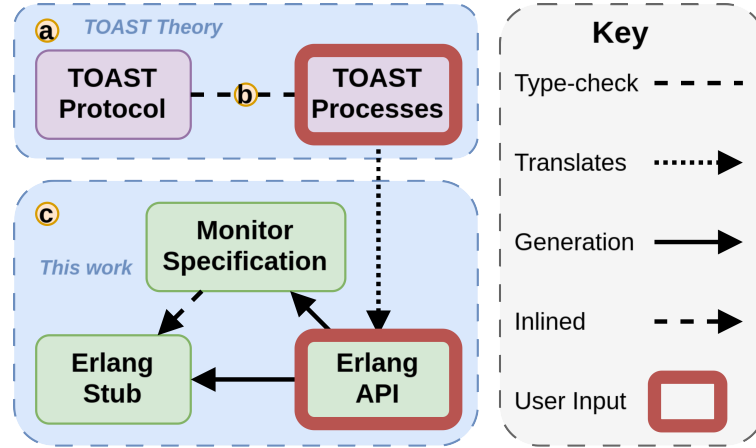 a
TOAST Theory
TOAST
Protocol
b
TOAST
Processes
c
This work
Monitor
Specification
Erlang
Stub
Erlang
API
Key
Type-check
Translates
Generation
Inlined
User Input